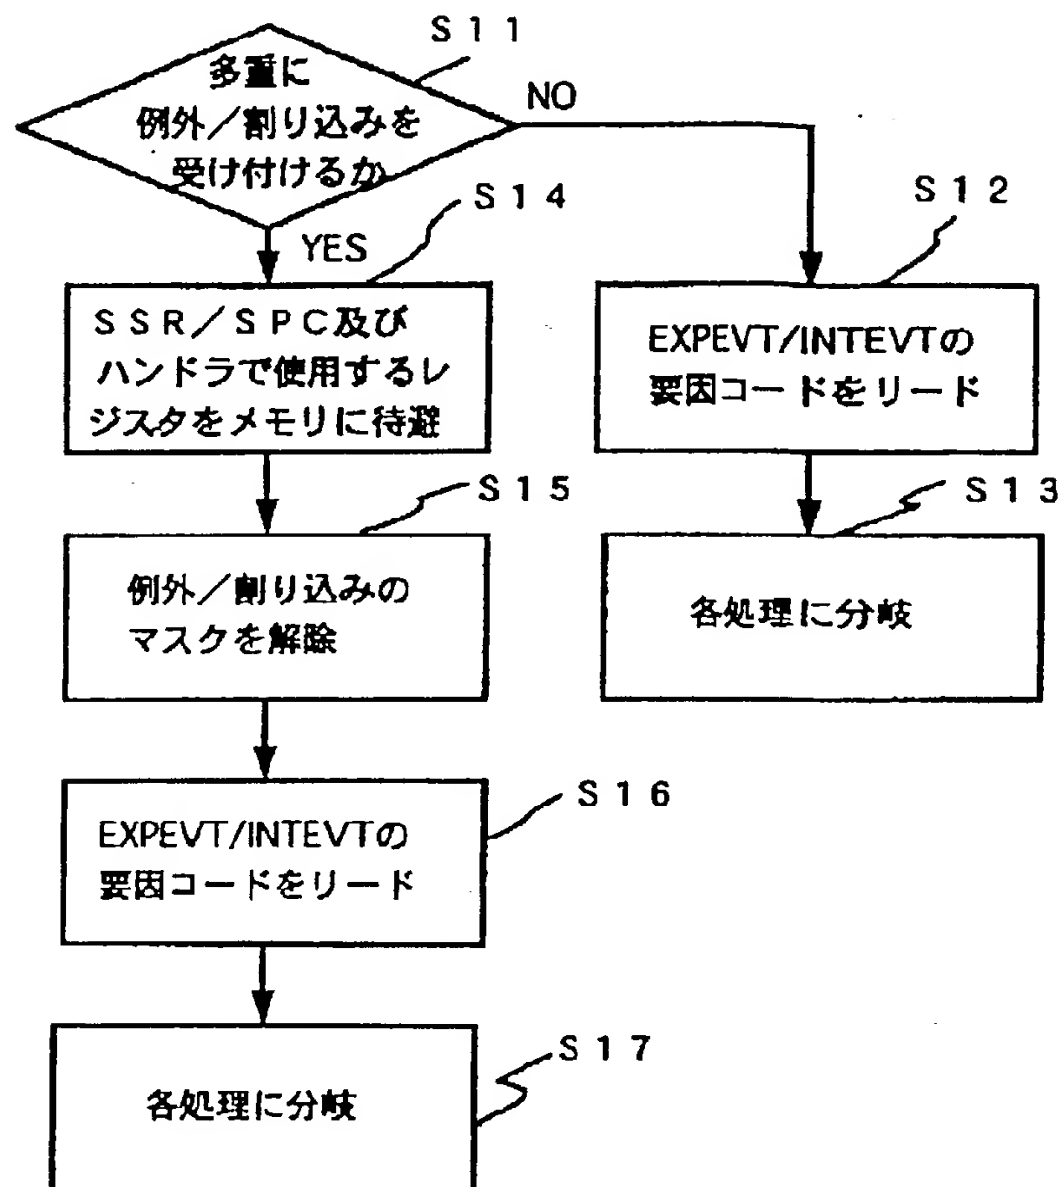 S11
多重に
例外／割り込みを
受け付けるか
NO
YES
S14
SSR／SPC及び
ハンドラで使用するレ
ジスタをメモリに待避
S12
EXPEVT/INTEVTの
要因コードをリード
S15
例外／割り込みの
マスクを解除
S13
各処理に分岐
S16
EXPEVT/INTEVTの
要因コードをリード
S17
各処理に分岐